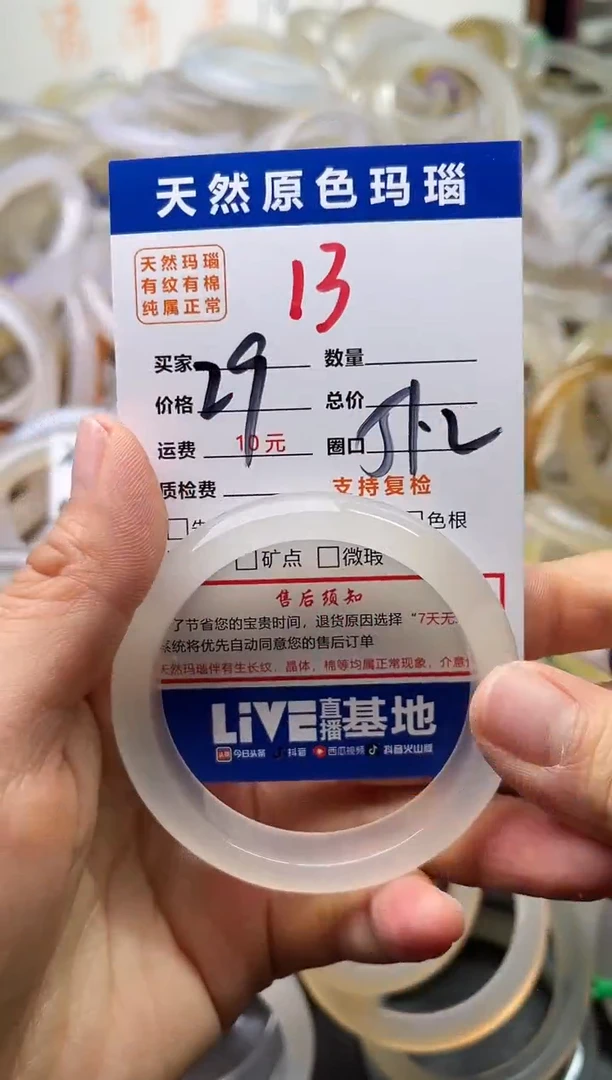 天然原色玛瑙
天然玛瑙
有纹有棉
纯属正常
13
买家 数量
价格 29 总价
运费 10元 圈口 51.2
质检费 支持复检
色根
矿点 微瑕
售后须知
了节省您的宝贵时间，退货原因选择“7天无
系统将优先自动同意您的售后订单
天然玛瑙伴有生长纹、晶体、棉等均属正常现象，介意
LiVE直播基地
今日头条 抖音 西瓜视频 抖音火山版